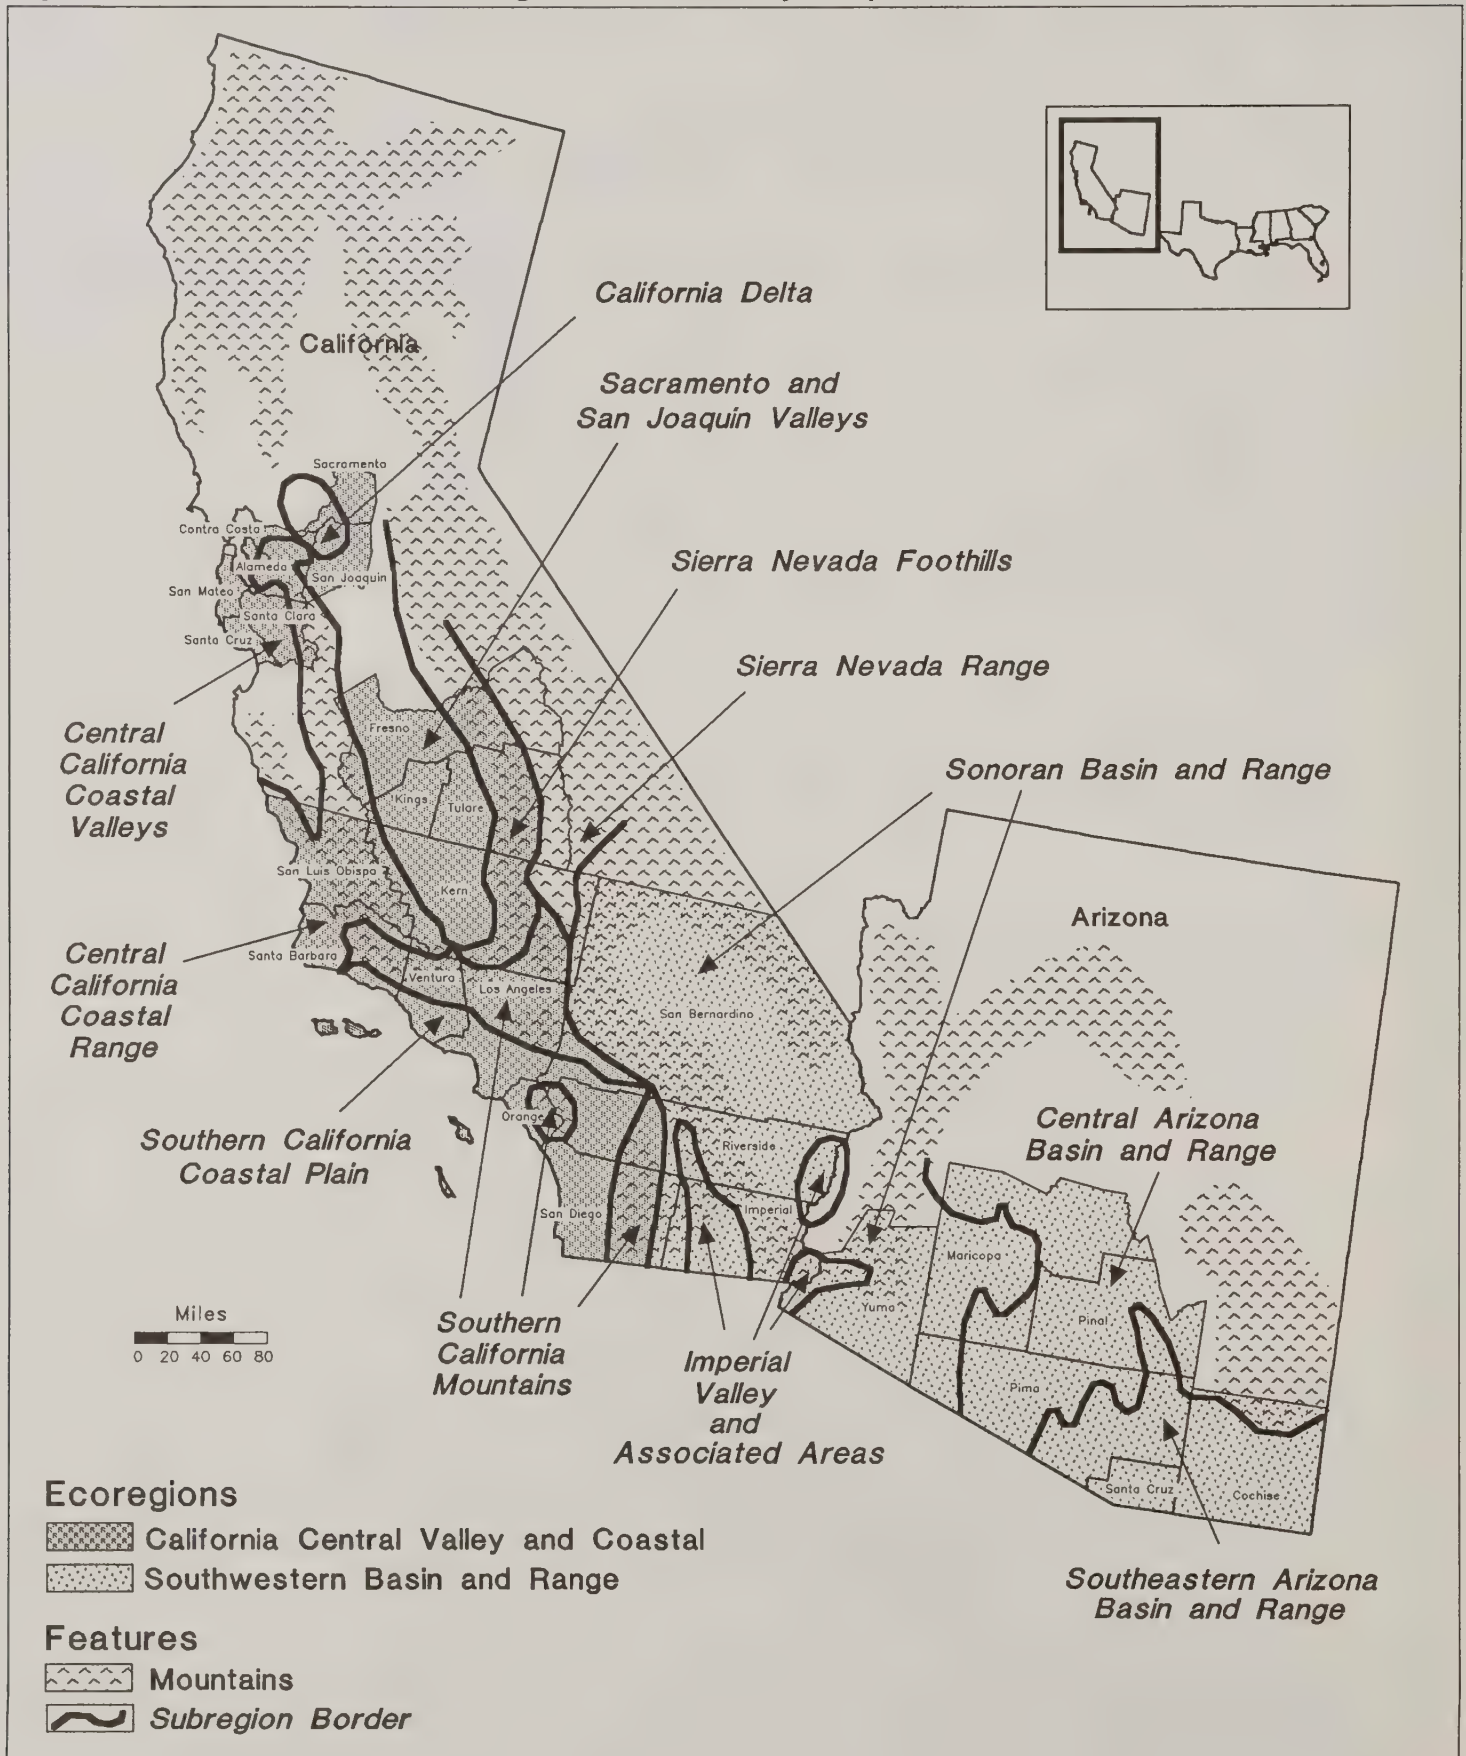 California Delta
California
Sacramento and
San Joaquin Valleys
Sacramento
Contra Costa
Alameda
San Joaquin
San Mateo
Santa Clara
Santa Cruz
Sierra Nevada Foothills
Sierra Nevada Range
Central
California
Coastal
Valleys
Fresno
Kings
Tulare
Sonoran Basin and Range
San Luis Obispo
Kern
Arizona
Central
California
Coastal
Range
Santa Barbara
Ventura
Los Angeles
San Bernardino
Southern California
Coastal Plain
Orange
Riverside
Central Arizona
Basin and Range
San Diego
Imperial
Maricopa
Yuma
Pinal
Pima
Santa Cruz
Cochise
Miles
0 20 40 60 80
Southern
California
Mountains
Imperial
Valley
and
Associated Areas
Southeastern Arizona
Basin and Range
Ecoregions
California Central Valley and Coastal
Southwestern Basin and Range
Features
Mountains
Subregion Border